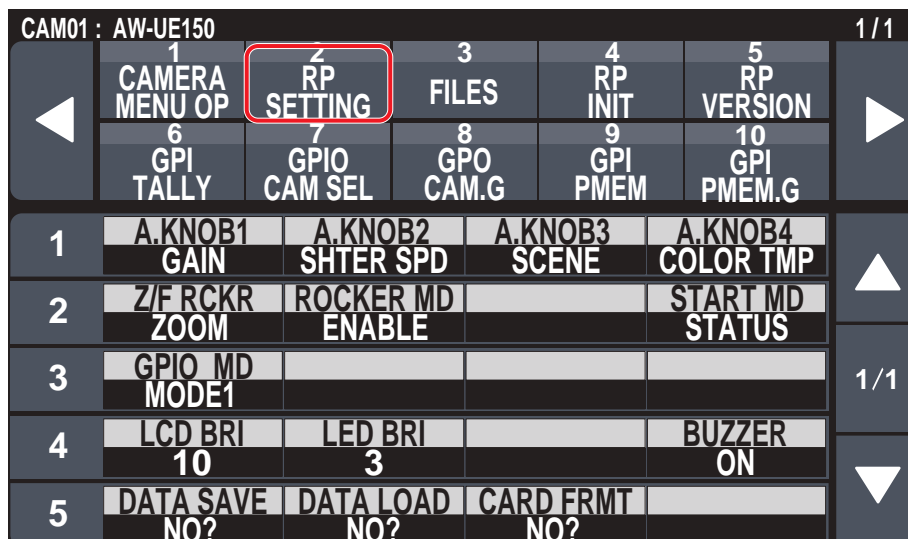 CAM01 : AW-UE150 1/1
1 2 3 4 5
CAMERA MENU OP RP SETTING FILES RP INIT RP VERSION
6 7 8 9 10
GPI TALLY GPIO CAM SEL GPO CAM.G GPI PMEM GPI PMEM.G
1 A.KNOB1 A.KNOB2 A.KNOB3 A.KNOB4
GAIN SHTER SPD SCENE COLOR TMP
2 Z/F RCKR ROCKER MD START MD
ZOOM ENABLE STATUS
3 GPIO MD 1/1
MODE1
4 LCD BRI LED BRI BUZZER
10 3 ON
5 DATA SAVE DATA LOAD CARD FRMT
NO? NO? NO?